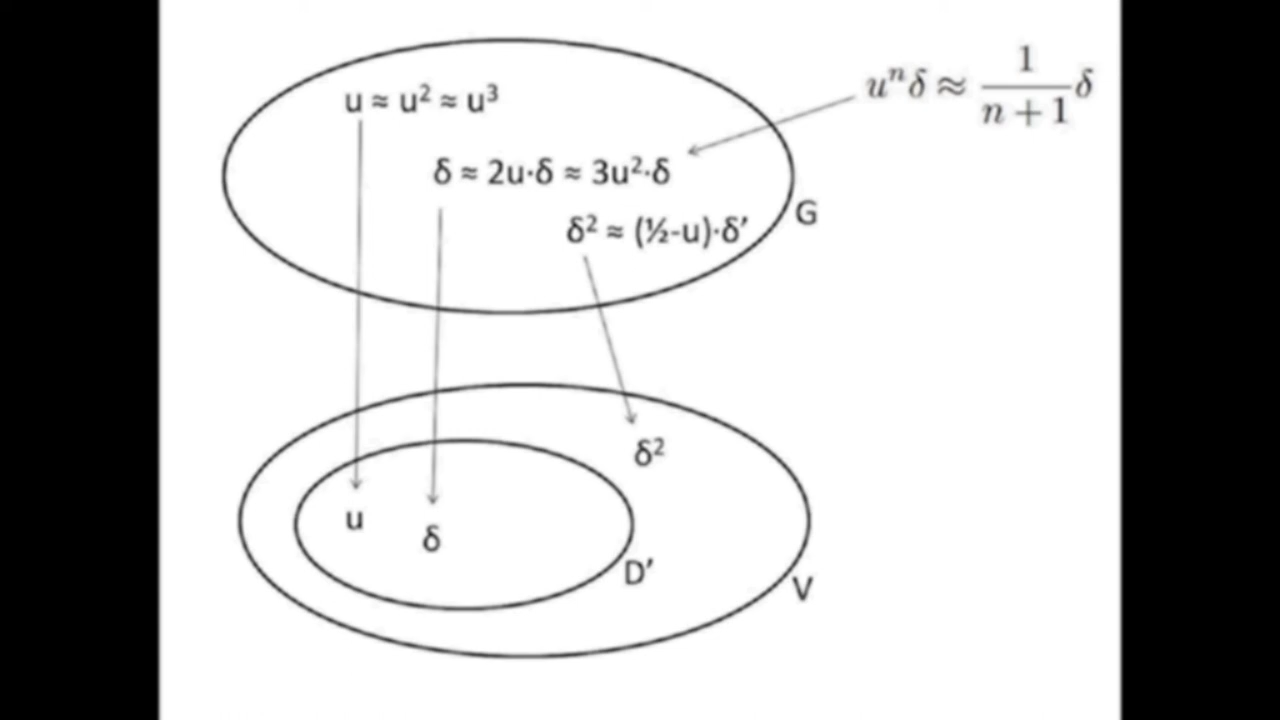 u ≈ u² ≈ u³
uⁿδ ≈ 1/(n + 1) δ
δ ≈ 2u·δ ≈ 3u²·δ
G
δ² ≈ (½-u)·δ′
δ²
u
δ
D′
V